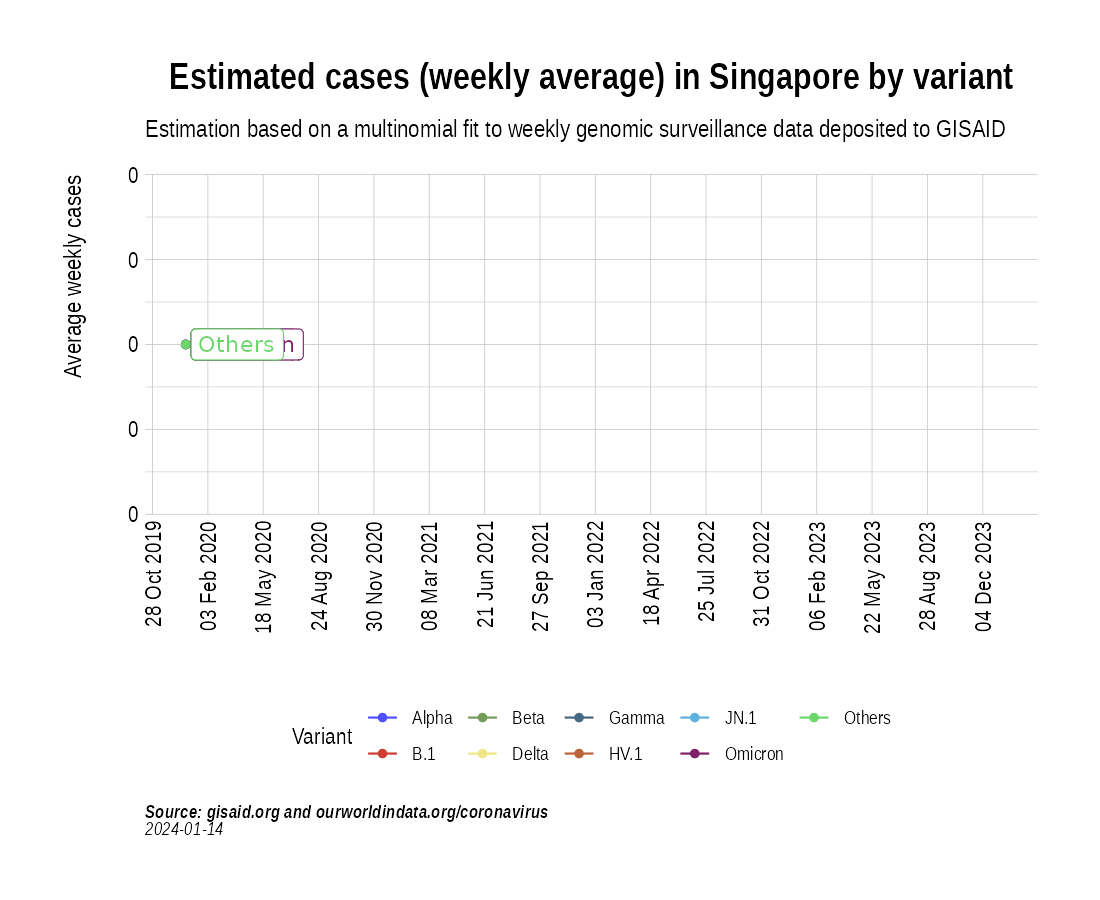 Estimated cases (weekly average) in Singapore by variant
Estimation based on a multinomial fit to weekly genomic surveillance data deposited to GISAID
Average weekly cases
0
0
0
0
0
Others
n
28 Oct 2019
03 Feb 2020
18 May 2020
24 Aug 2020
30 Nov 2020
08 Mar 2021
21 Jun 2021
27 Sep 2021
03 Jan 2022
18 Apr 2022
25 Jul 2022
31 Oct 2022
06 Feb 2023
22 May 2023
28 Aug 2023
04 Dec 2023
Variant
Alpha
Beta
Gamma
JN.1
Others
B.1
Delta
HV.1
Omicron
Source: gisaid.org and ourworldindata.org/coronavirus
2024-01-14